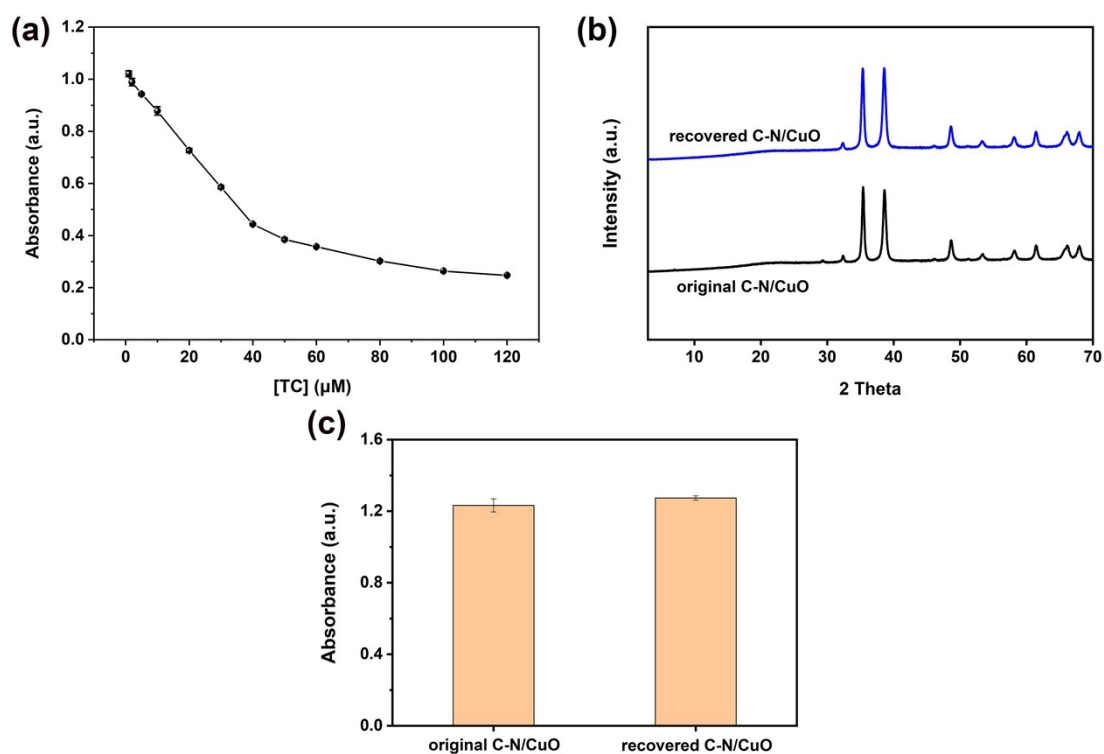 (a)
1.2
1.0
0.8
0.6
0.4
0.2
0.0
Absorbance (a.u.)
0 20 40 60 80 100 120
[TC] (μM)
(b)
Intensity (a.u.)
recovered C-N/CuO
original C-N/CuO
10 20 30 40 50 60 70
2 Theta
(c)
1.6
1.2
0.8
0.4
0.0
Absorbance (a.u.)
original C-N/CuO recovered C-N/CuO